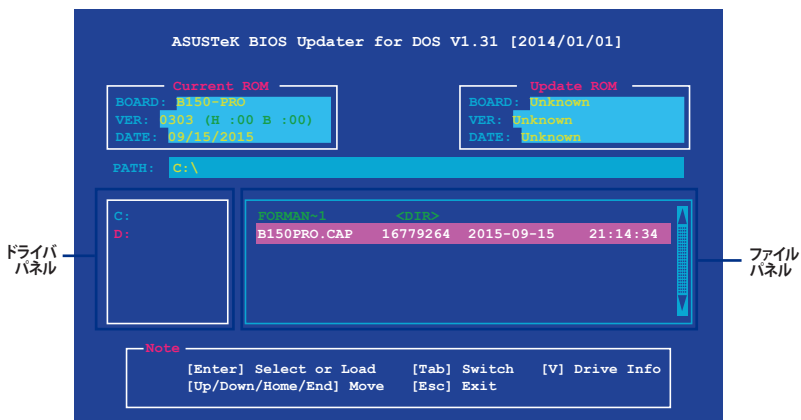 ASUSTeK BIOS Updater for DOS V1.31 [2014/01/01]
Current ROM
BOARD: B150-PRO
VER: 0303 (H :00 B :00)
DATE: 09/15/2015
Update ROM
BOARD: Unknown
VER: Unknown
DATE: Unknown
PATH: C:\
C:
D:
FORMAN~1 <DIR>
B150PRO.CAP 16779264 2015-09-15 21:14:34
ドライバ
パネル
ファイル
パネル
Note
[Enter] Select or Load [Tab] Switch [V] Drive Info
[Up/Down/Home/End] Move [Esc] Exit